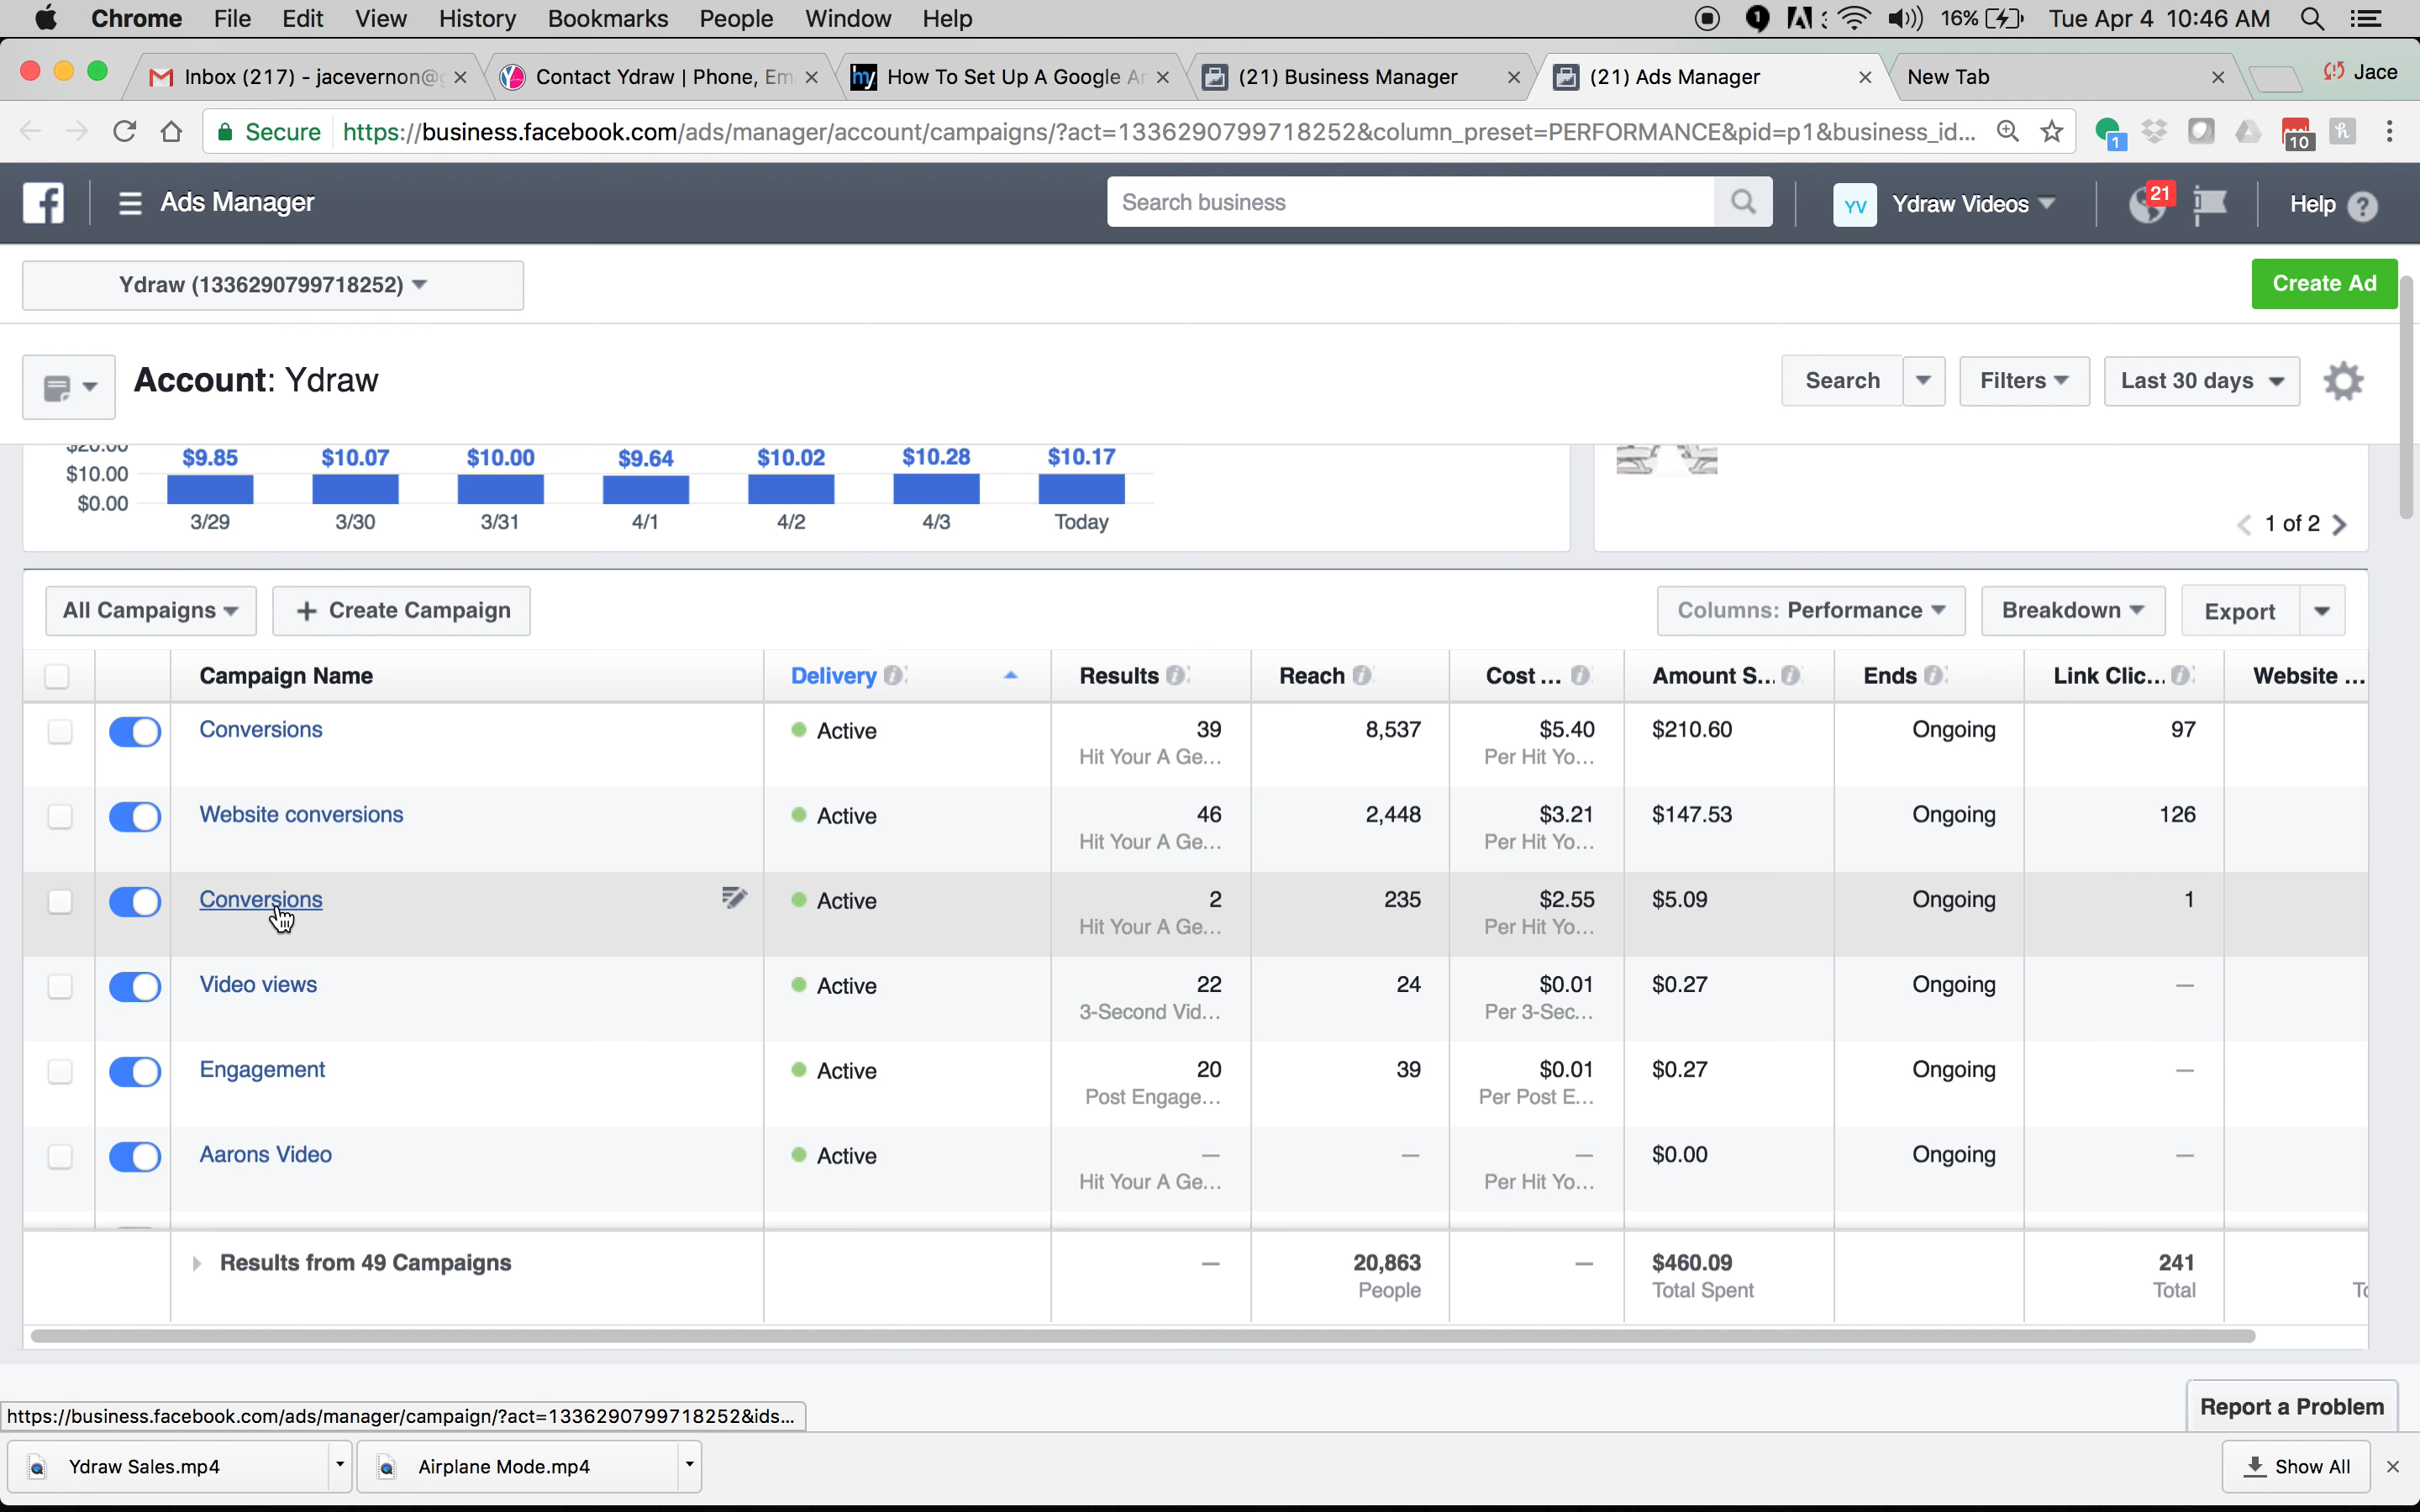 Chrome File Edit View History Bookmarks People Window Help 16% Tue Apr 4 10:46 AM
Inbox (217) - jacevernon@g Contact Ydraw | Phone, Em How To Set Up A Google Ar (21) Business Manager (21) Ads Manager New Tab Jace
Secure https://business.facebook.com/ads/manager/account/campaigns/?act=1336290799718252&column_preset=PERFORMANCE&pid=p1&business_id... 1 10
Ads Manager Search business YV Ydraw Videos 21 Help ?
Ydraw (1336290799718252) Create Ad
Account: Ydraw Search Filters Last 30 days
$20.00
$10.00
$0.00
$9.85 $10.07 $10.00 $9.64 $10.02 $10.28 $10.17
3/29 3/30 3/31 4/1 4/2 4/3 Today
1 of 2
All Campaigns + Create Campaign Columns: Performance Breakdown Export
Campaign Name Delivery Results Reach Cost ... Amount S... Ends Link Clic... Website ...
Conversions Active 39 8,537 $5.40 $210.60 Ongoing 97
Hit Your A Ge... Per Hit Yo...
Website conversions Active 46 2,448 $3.21 $147.53 Ongoing 126
Hit Your A Ge... Per Hit Yo...
Conversions Active 2 235 $2.55 $5.09 Ongoing 1
Hit Your A Ge... Per Hit Yo...
Video views Active 22 24 $0.01 $0.27 Ongoing —
3-Second Vid... Per 3-Sec...
Engagement Active 20 39 $0.01 $0.27 Ongoing —
Post Engage... Per Post E...
Aarons Video Active — — — $0.00 Ongoing —
Hit Your A Ge... Per Hit Yo...
Results from 49 Campaigns — 20,863 — $460.09 241
People Total Spent Total
Report a Problem
https://business.facebook.com/ads/manager/campaign/?act=1336290799718252&ids...
Ydraw Sales.mp4 Airplane Mode.mp4 Show All